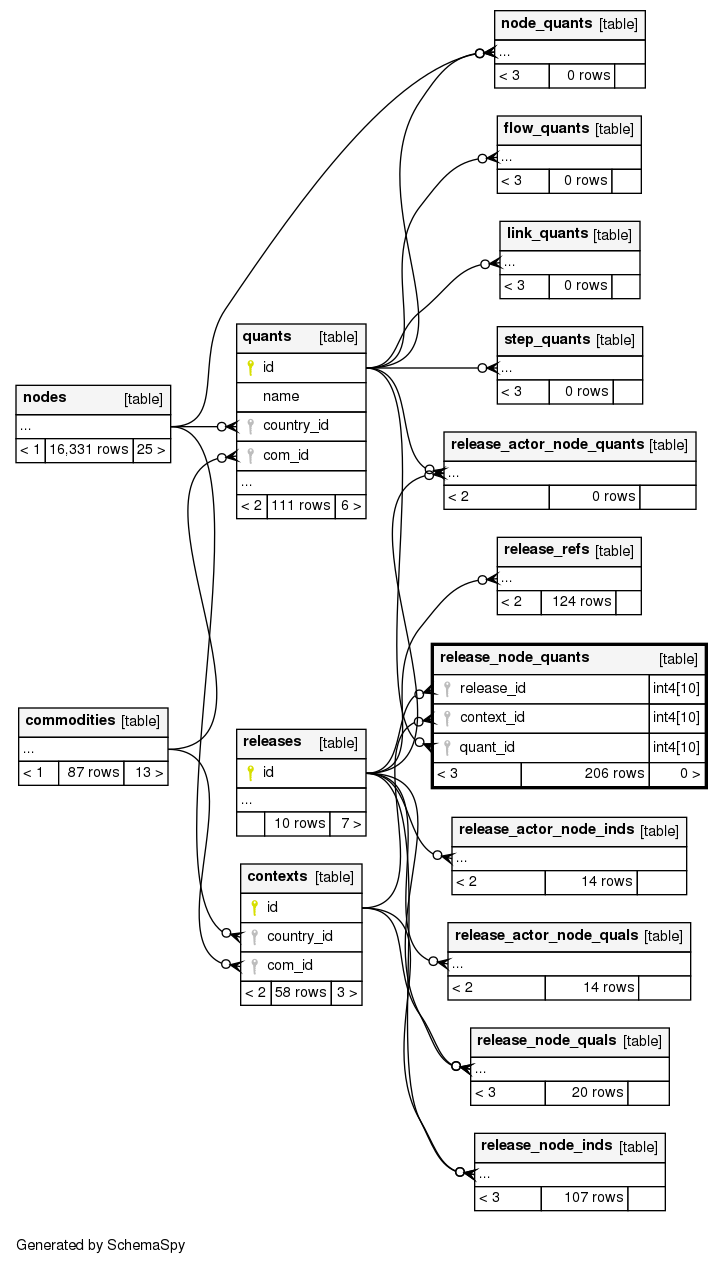 node_quants [table]
...
< 3 0 rows
flow_quants [table]
...
< 3 0 rows
link_quants [table]
...
< 3 0 rows
quants [table]
id
name
country_id
com_id
...
< 2 111 rows 6 >
step_quants [table]
...
< 3 0 rows
nodes [table]
...
< 1 16,331 rows 25 >
release_actor_node_quants [table]
...
< 2 0 rows
release_refs [table]
...
< 2 124 rows
release_node_quants [table]
release_id int4[10]
context_id int4[10]
quant_id int4[10]
< 3 206 rows 0 >
commodities [table]
...
< 1 87 rows 13 >
releases [table]
id
...
10 rows 7 >
release_actor_node_inds [table]
...
< 2 14 rows
contexts [table]
id
country_id
com_id
< 2 58 rows 3 >
release_actor_node_quals [table]
...
< 2 14 rows
release_node_quals [table]
...
< 3 20 rows
release_node_inds [table]
...
< 3 107 rows
Generated by SchemaSpy